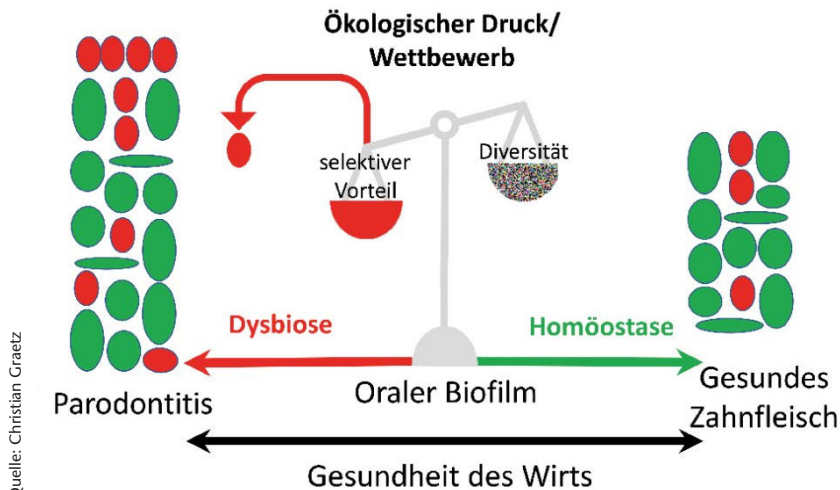 Ökologischer Druck/
Wettbewerb
selektiver
Vorteil
Diversität
Dysbiose
Homöostase
Parodontitis
Oraler Biofilm
Gesundes
Zahnfleisch
Gesundheit des Wirts
Quelle: Christian Graetz